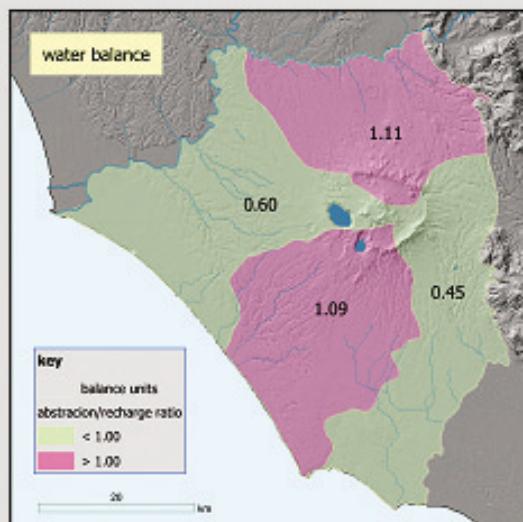 water balance
1.11
0.60
0.45
1.09
key
balance units
abstracion/recharge ratio
< 1.00
> 1.00
20
km